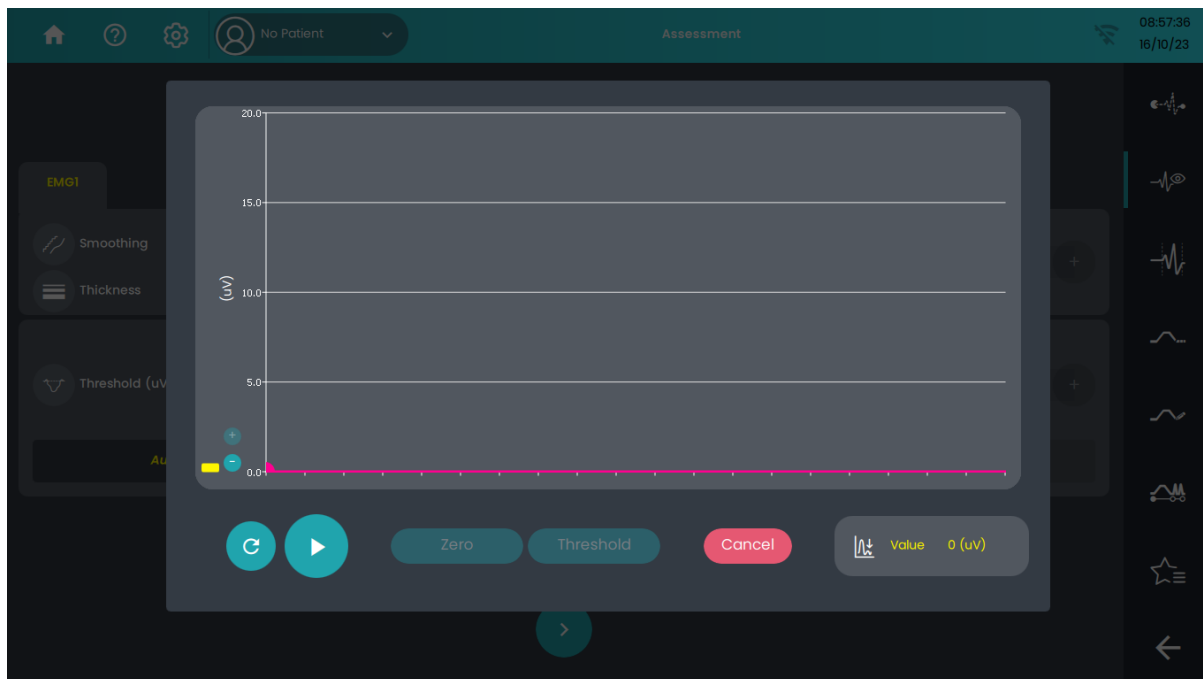 No Patient
Assessment
08:57:36
16/10/23
EMG1
Smoothing
Thickness
Threshold (uV
Au
20.0
15.0
10.0
5.0
0.0
(uV)
Zero
Threshold
Cancel
Value 0 (uV)